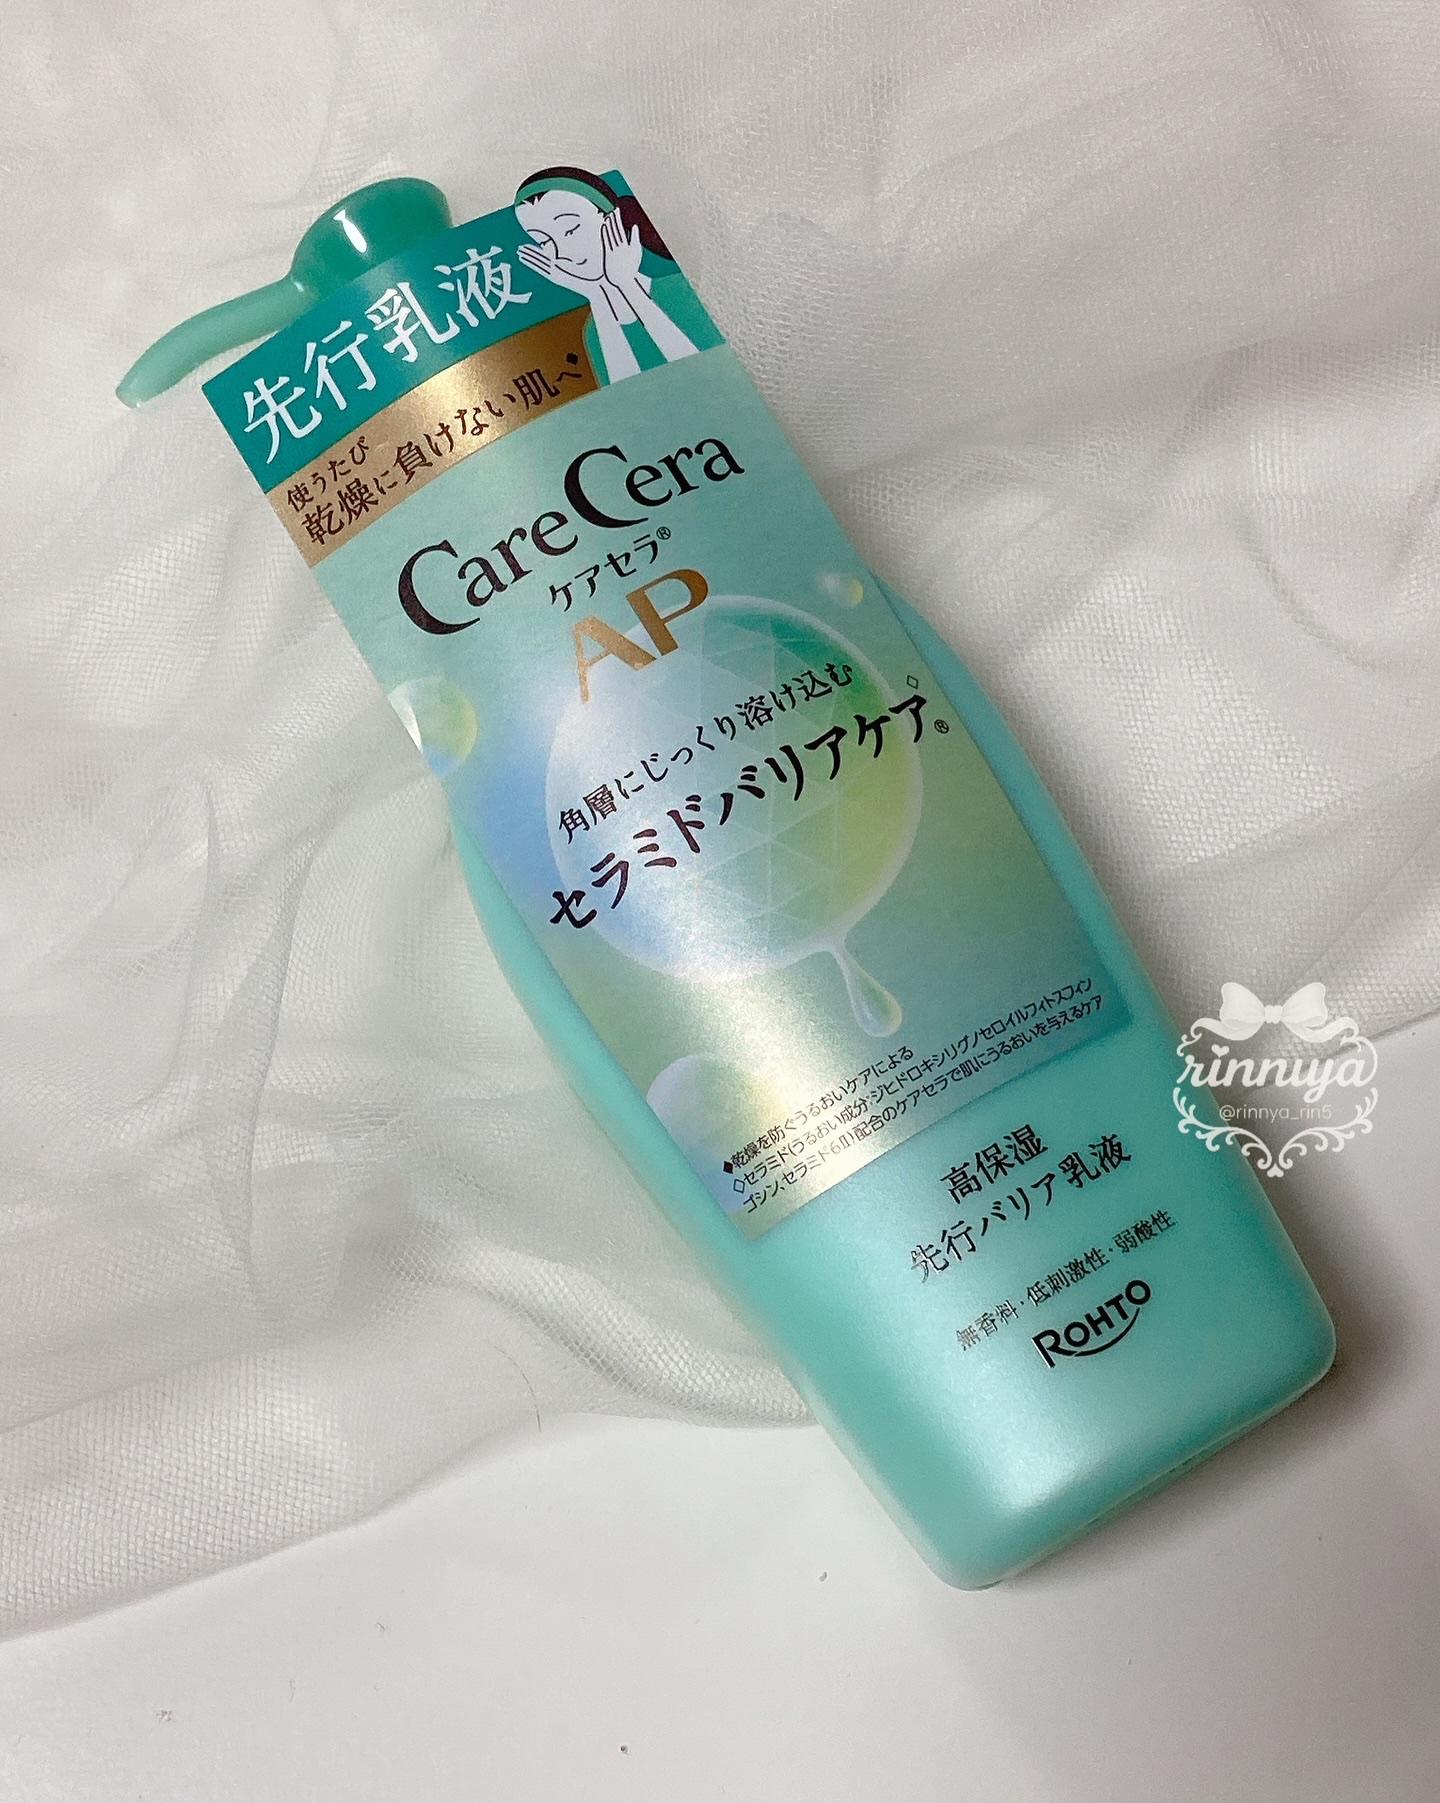 先行乳液
使うたび
乾燥に負けない肌へ◆
CareCera
ケアセラ®
AP
角層にじっくり溶け込む
セラミドバリアケア◇®
◆乾燥を防ぐうるおいケアによる
◇セラミド(うるおい成分:ジヒドロキシリグノセロイルフィトスフィン
ゴシン、セラミド6Ⅱ)配合のケアセラで肌にうるおいを与えるケア
高保湿
先行バリア乳液
無香料・低刺激性・弱酸性
ROHTO
rinnya
@rinnya_rin5